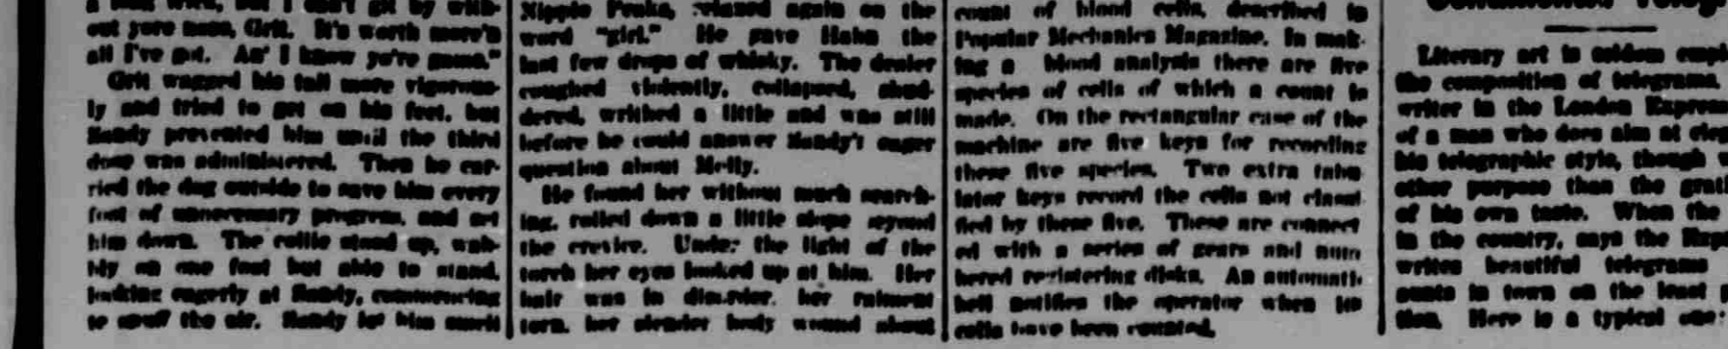 out yore nose, Grit. It's worth more'n
all I've got. An' I know yo're game."
Grit wagged his tail more vigorous-
ly and tried to get on his feet, but
Sandy prevented him until the third
dose was administered. Then he car-
ried the dog outside to save him every
foot of unnecessary progress, and set
him down. The collie stood up, wab-
bly on one foot but able to stand,
looking eagerly at Sandy, commencing
to snuff the air. Sandy let him smell
Nipple Peaks, relaxed again on the
word "girl." He gave Hahn the
last few drops of whisky. The dealer
coughed violently, collapsed, shud-
dered, writhed a little and was still
before he could answer Sandy's eager
question about Molly.
He found her without much search-
ing, rolled down a little slope beyond
the crevice. Under the light of the
torch her eyes looked up at him. Her
hair was in disorder, her raiment
torn, her slender body wound about
count of blood cells, described in
Popular Mechanics Magazine. In mak-
ing a blood analysis there are five
species of cells of which a count is
made. On the rectangular case of the
machine are five keys for recording
these five species. Two extra tabu
lator keys record the cells not classi
fied by these five. These are connect
ed with a series of gears and num
bered registering disks. An automatic
bell notifies the operator when
cells have been counted.
Literary art is seldom
the composition of telegrams.
writer in the London Express
of a man who does aim at
his telegraphic style, though
other purpose than the
of his own taste. When the
in the country, says the
writes beautiful telegrams
in town on the least
tion. Here is a typical one: